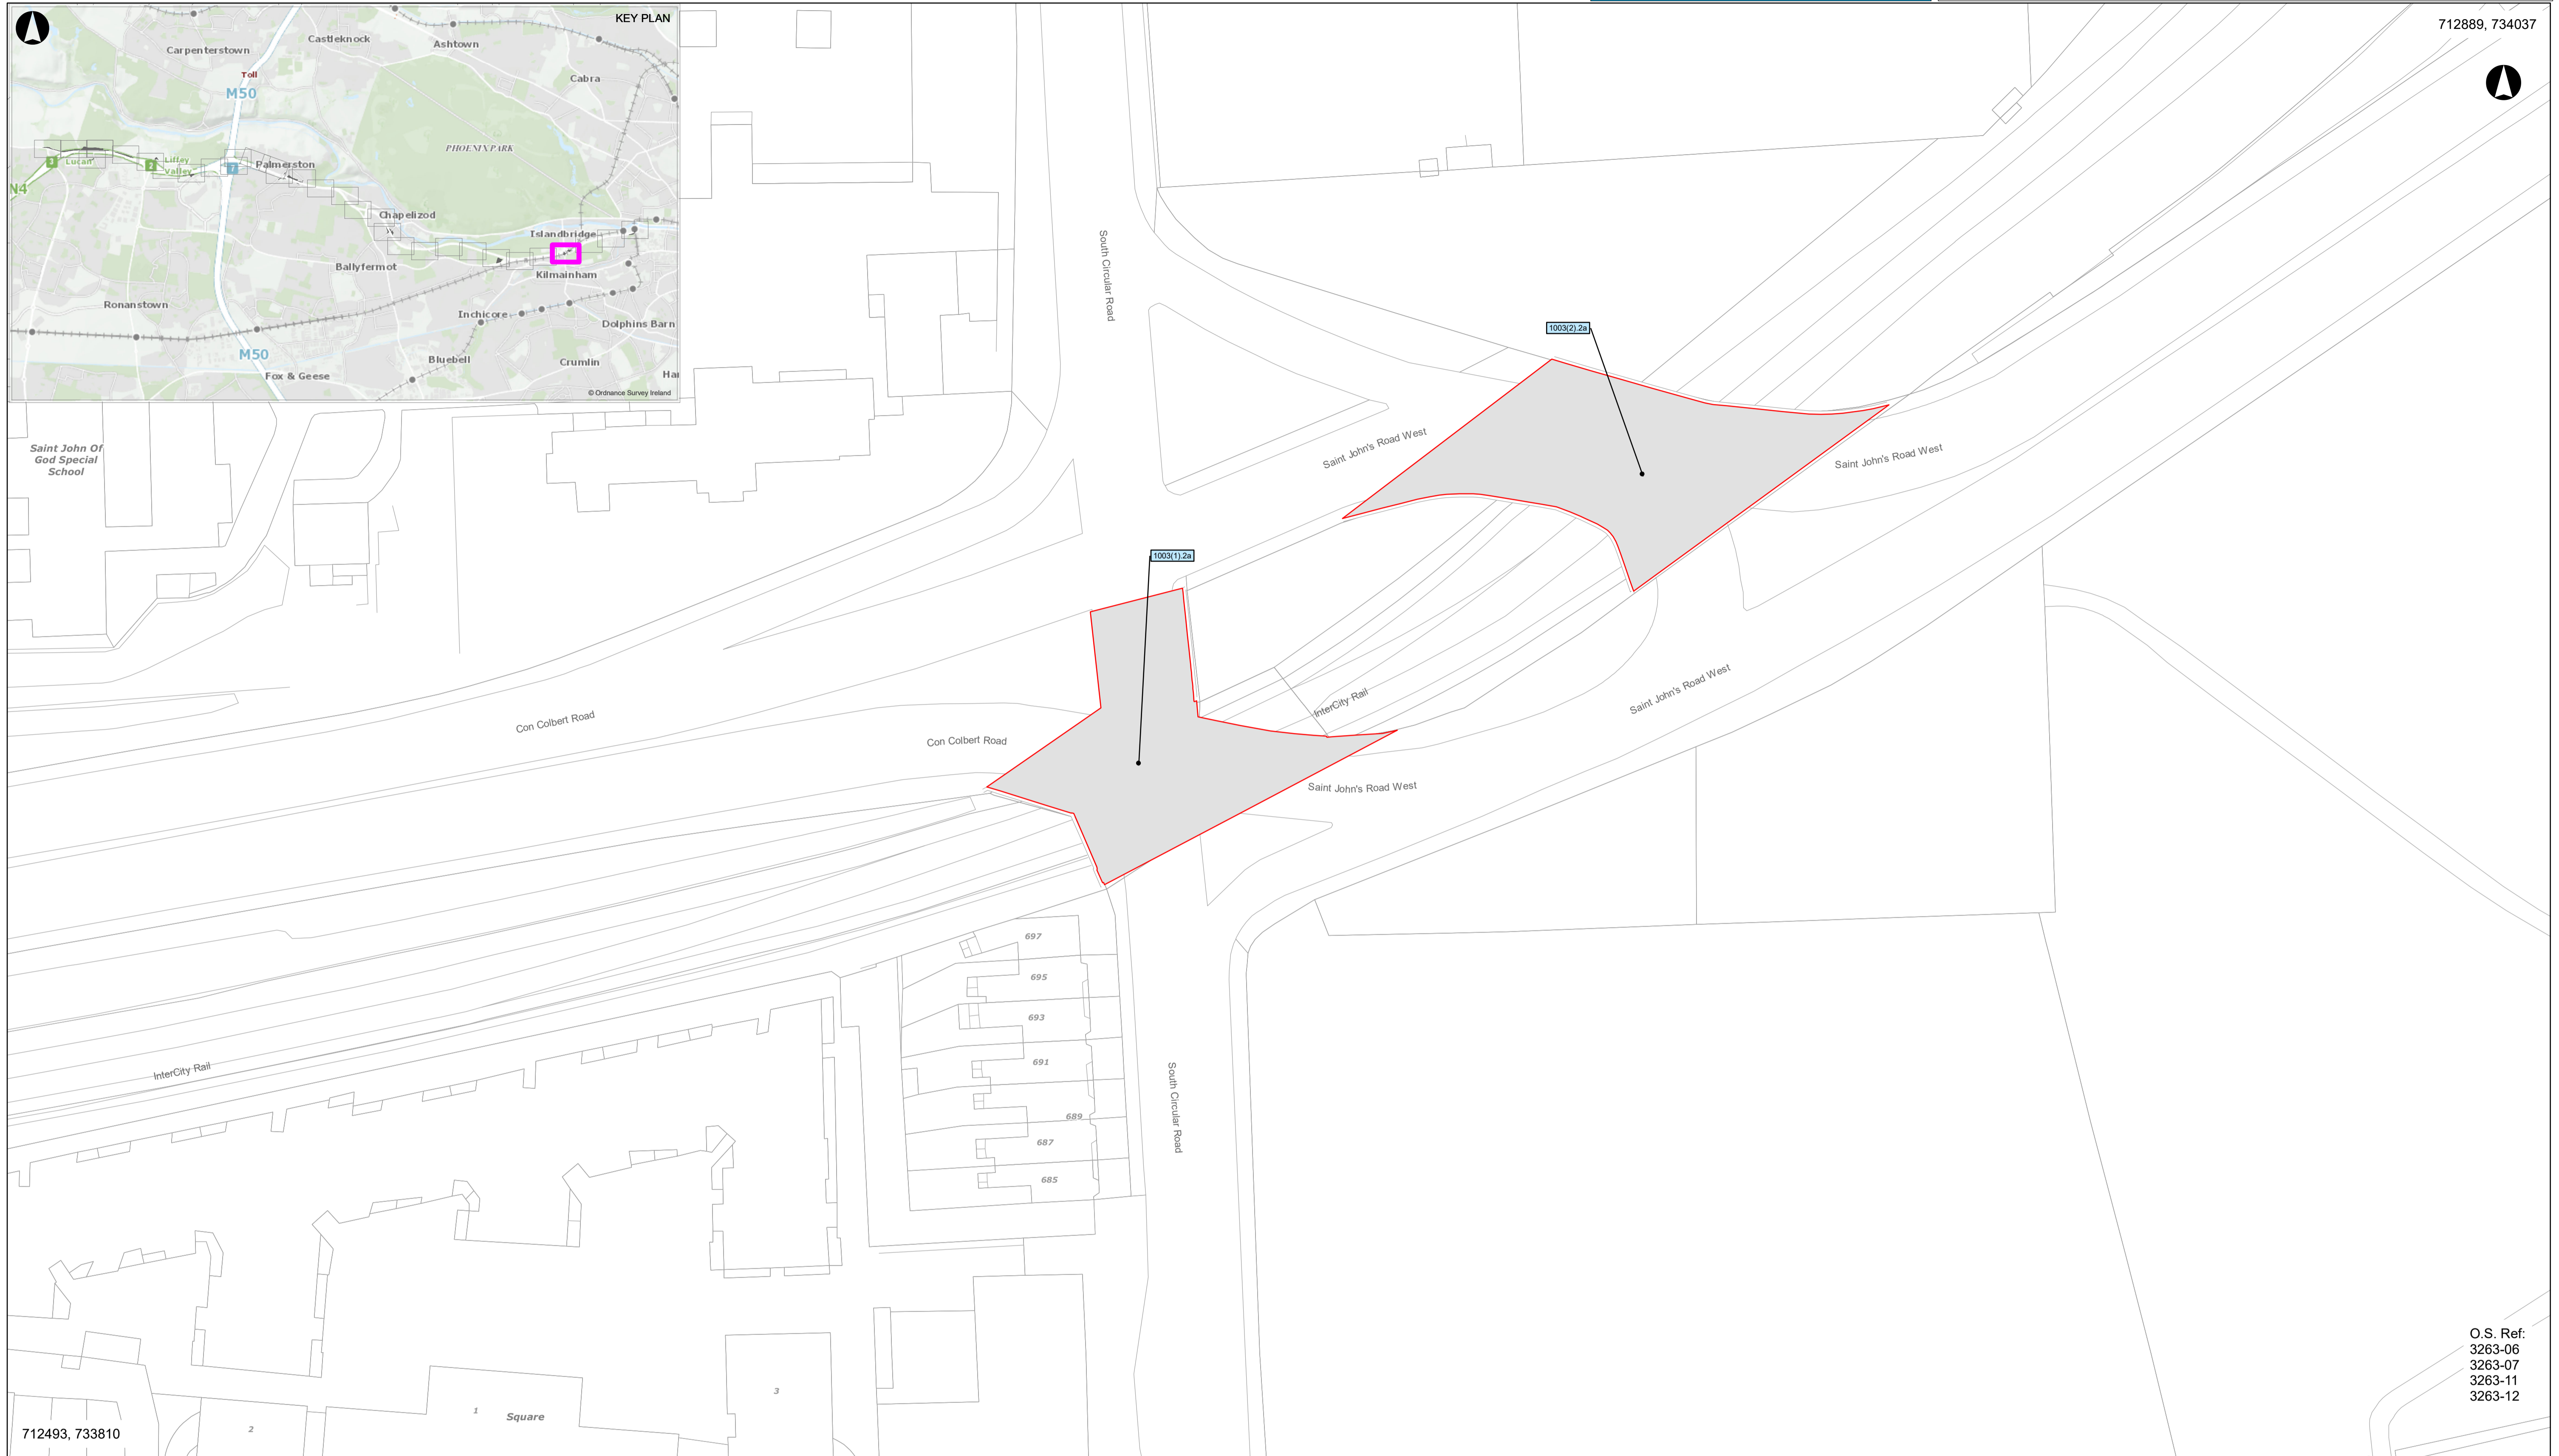 KEY PLAN
Carpenterstown
Castleknock
Ashtown
Cabra
Toll
M50
PHOENIX PARK
3
Lucan
2
Liffey
Valley
7
Palmerston
N4
Chapelizod
Islandbridge
Ballyfermot
Kilmainham
Ronanstown
Inchicore
Dolphins Barn
M50
Bluebell
Crumlin
Fox & Geese
Har
© Ordnance Survey Ireland
712889, 734037
South Circular Road
1003(2).2a
Saint John Of
God Special
School
Saint John's Road West
Saint John's Road West
1003(1).2a
Con Colbert Road
Con Colbert Road
InterCity Rail
Saint John's Road West
Saint John's Road West
697
695
693
691
689
687
685
InterCity Rail
South Circular Road
O.S. Ref:
3263-06
3263-07
3263-11
3263-12
3
1
Square
2
712493, 733810